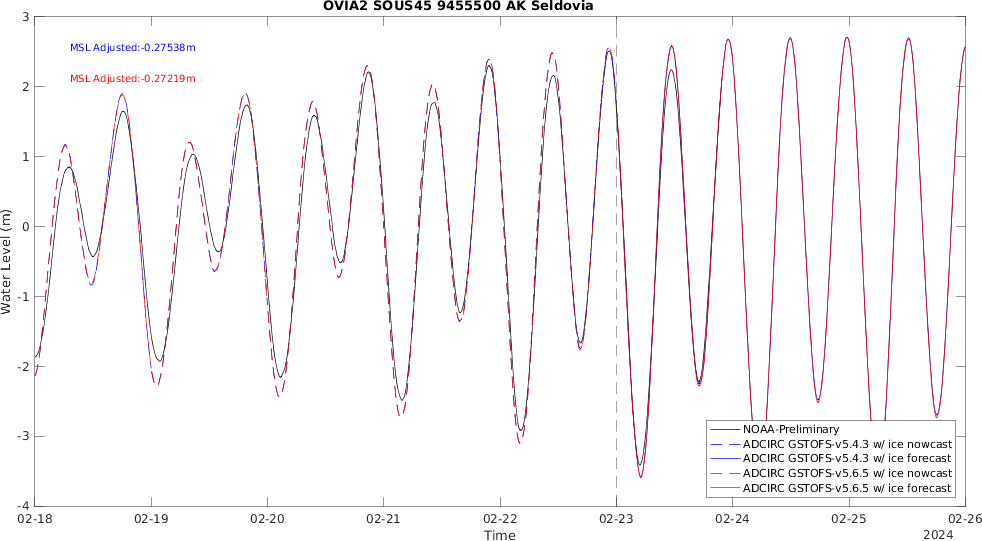 OVIA2 SOUS45 9455500 AK Seldovia
3
MSL Adjusted:-0.27538m
MSL Adjusted:-0.27219m
2
1
0
-1
-2
-3
-4
Water Level (m)
NOAA-Preliminary
ADCIRC GSTOFS-v5.4.3 w/ ice nowcast
ADCIRC GSTOFS-v5.4.3 w/ ice forecast
ADCIRC GSTOFS-v5.6.5 w/ ice nowcast
ADCIRC GSTOFS-v5.6.5 w/ ice forecast
02-18 02-19 02-20 02-21 02-22 02-23 02-24 02-25 02-26
Time
2024